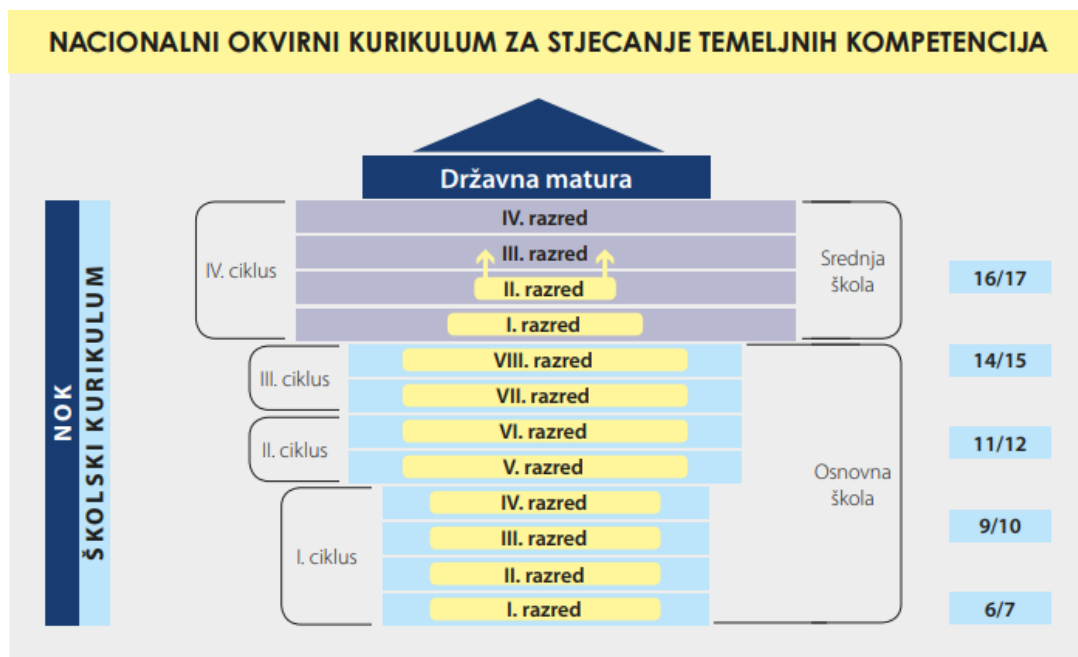 NACIONALNI OKVIRNI KURIKULUM ZA STJECANJE TEMELJNIH KOMPETENCIJA
Državna matura
NOK
ŠKOLSKI KURIKULUM
IV. ciklus
IV. razred
III. razred
II. razred
I. razred
Srednja
škola
16/17
III. ciklus
VIII. razred
VII. razred
14/15
II. ciklus
VI. razred
V. razred
11/12
Osnovna
škola
I. ciklus
IV. razred
III. razred
II. razred
I. razred
9/10
6/7